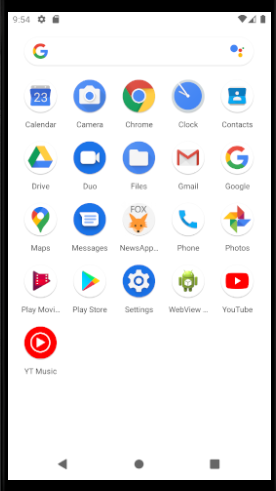 9:54
Calendar Camera Chrome Clock Contacts
Drive Duo Files Gmail Google
Maps Messages NewsApp.. Phone Photos
Play Movi.. Play Store Settings WebView .. YouTube
YT Music
23
FOX